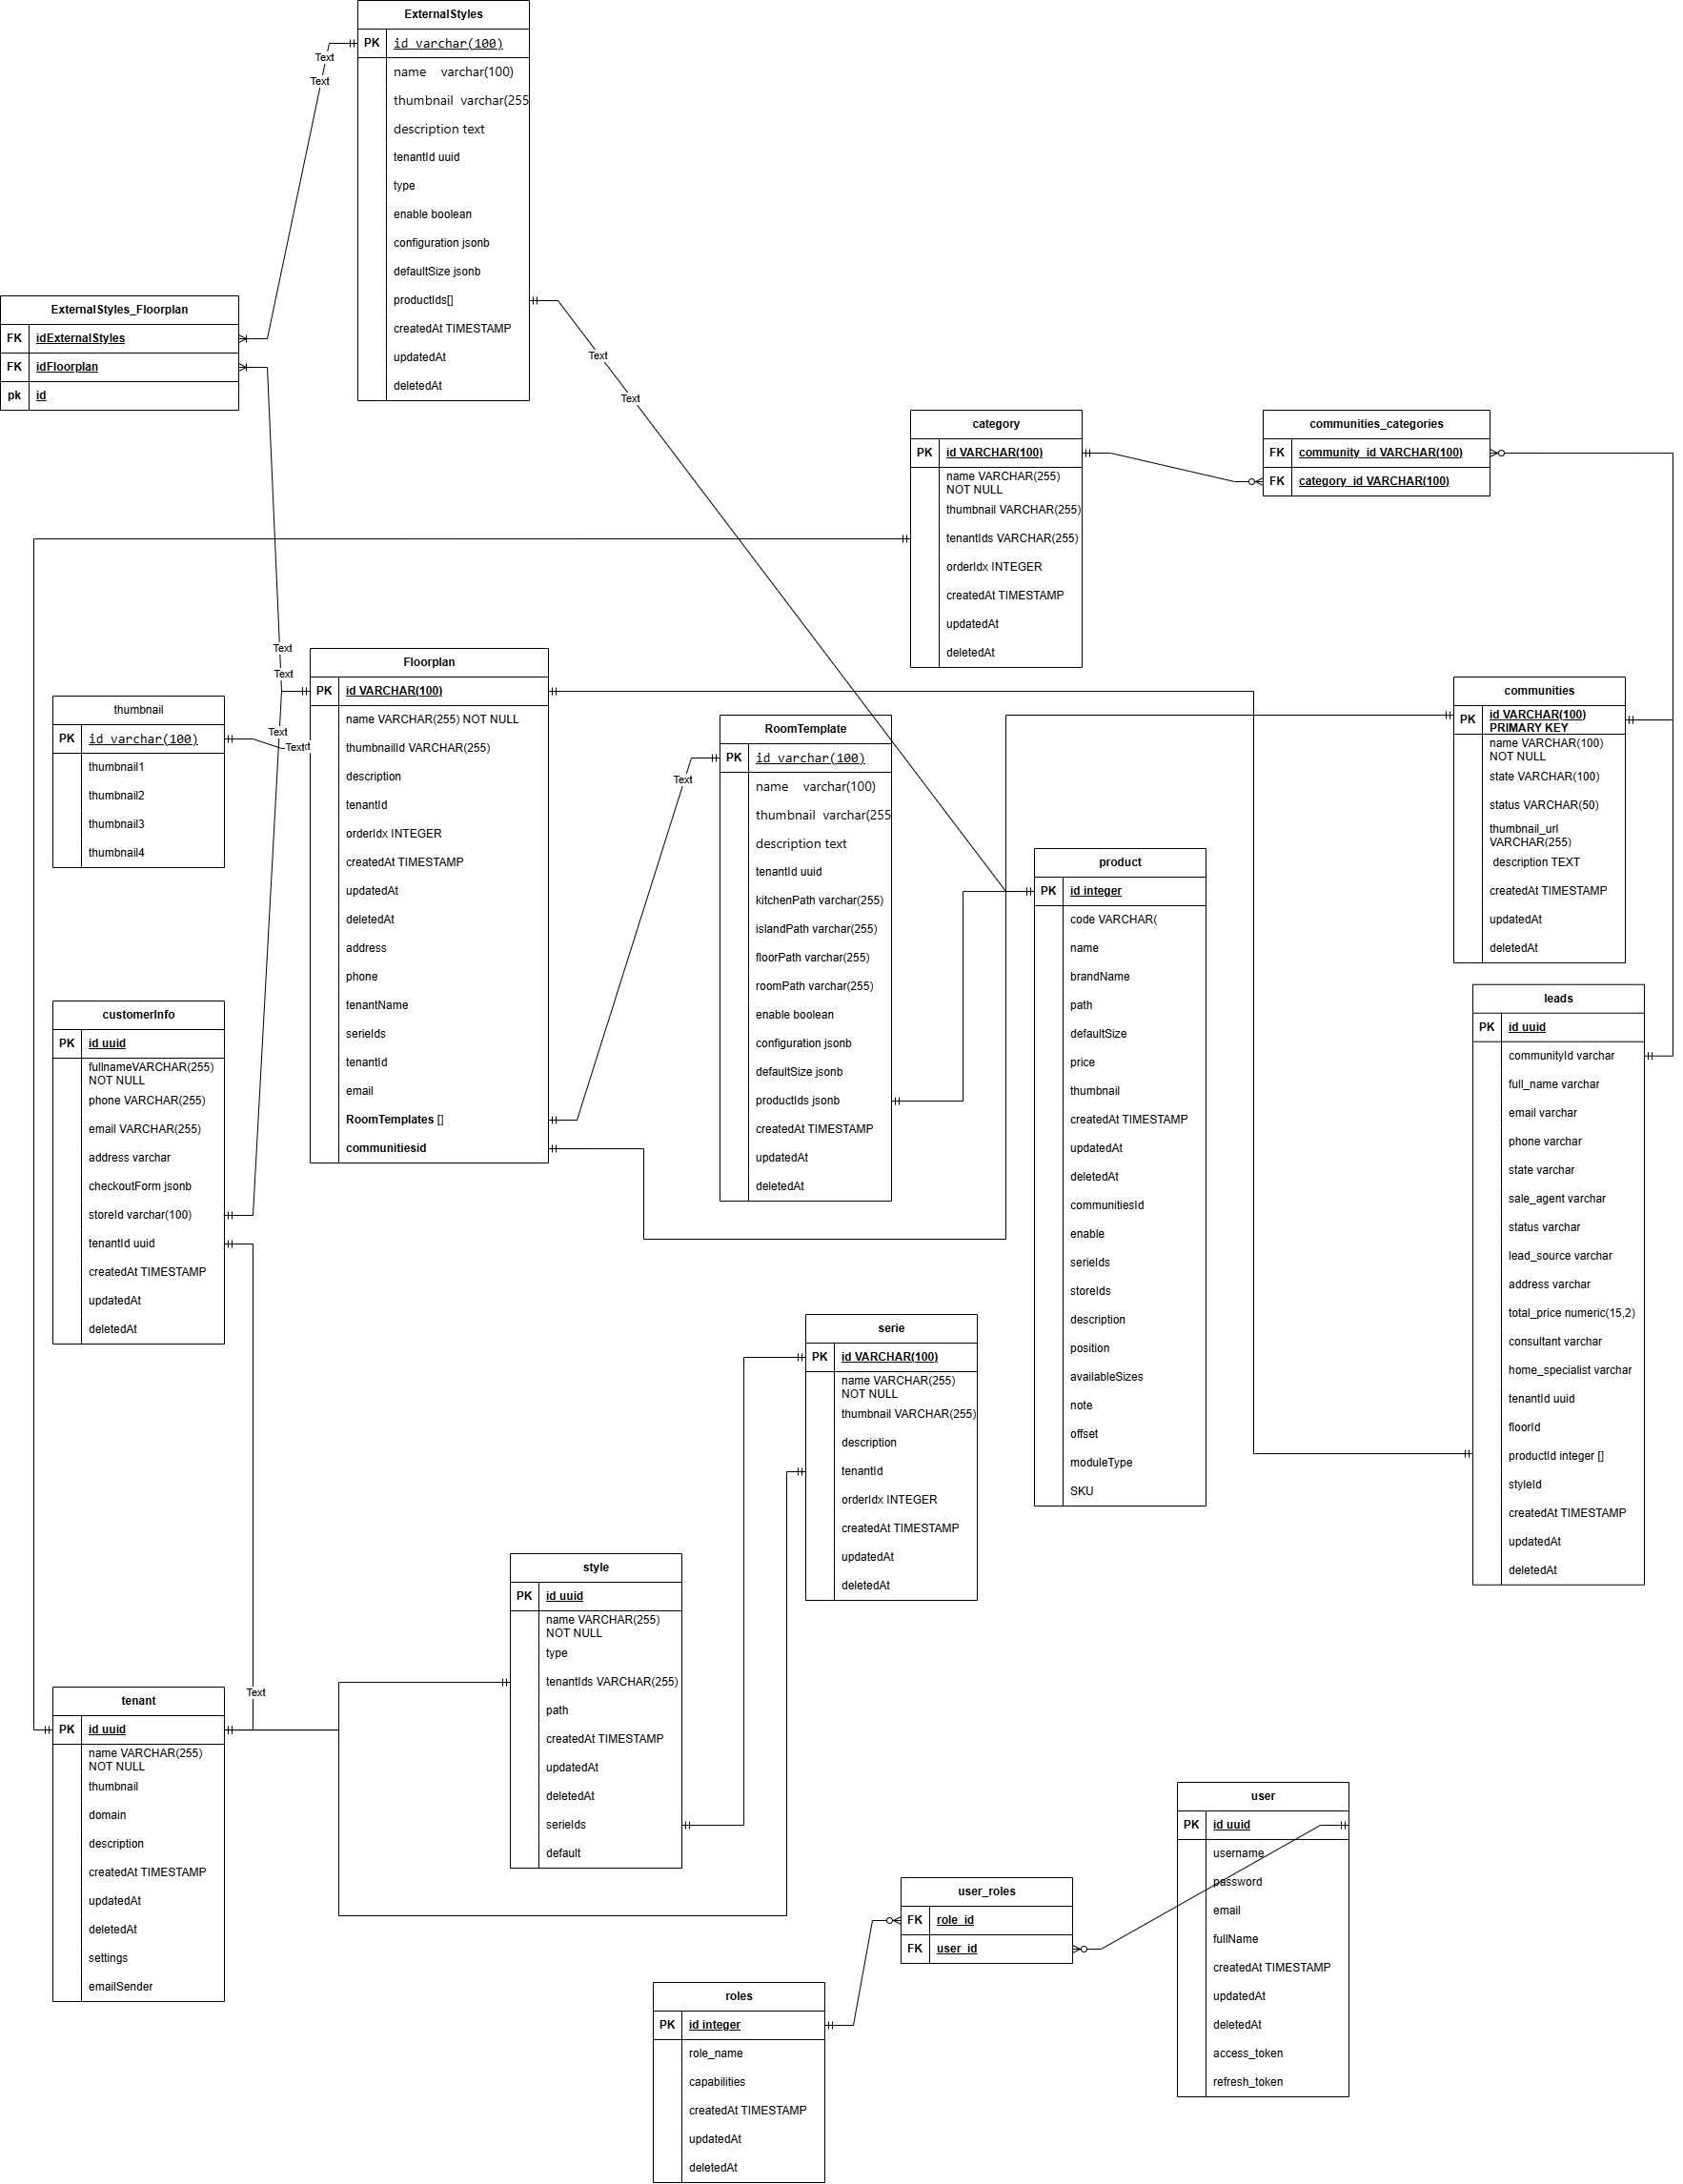 ExternalStyles
PK id varchar(100)
name varchar(100)
thumbnail varchar(255
description text
tenantId uuid
type
enable boolean
configuration jsonb
defaultSize jsonb
productIds[]
createdAt TIMESTAMP
updatedAt
deletedAt
Text
Text
ExternalStyles_Floorplan
FK idExternalStyles
FK idFloorplan
pk id
Text
Text
category
PK id VARCHAR(100)
name VARCHAR(255)
NOT NULL
thumbnail VARCHAR(255)
tenantIds VARCHAR(255)
orderIdx INTEGER
createdAt TIMESTAMP
updatedAt
deletedAt
communities_categories
FK community_id VARCHAR(100)
FK category_id VARCHAR(100)
Text
Text
Text
Text
Floorplan
PK id VARCHAR(100)
name VARCHAR(255) NOT NULL
thumbnailId VARCHAR(255)
description
tenantId
orderIdx INTEGER
createdAt TIMESTAMP
updatedAt
deletedAt
address
phone
tenantName
serieIds
tenantId
email
RoomTemplates []
communitiesid
thumbnail
PK id varchar(100)
thumbnail1
thumbnail2
thumbnail3
thumbnail4
Text
RoomTemplate
PK id varchar(100)
name varchar(100)
thumbnail varchar(255
description text
tenantId uuid
kitchenPath varchar(255)
islandPath varchar(255)
floorPath varchar(255)
roomPath varchar(255)
enable boolean
configuration jsonb
defaultSize jsonb
productIds jsonb
createdAt TIMESTAMP
updatedAt
deletedAt
communities
PK id VARCHAR(100)
PRIMARY KEY
name VARCHAR(100)
NOT NULL
state VARCHAR(100)
status VARCHAR(50)
thumbnail_url
VARCHAR(255)
description TEXT
createdAt TIMESTAMP
updatedAt
deletedAt
product
PK id integer
code VARCHAR(
name
brandName
path
defaultSize
price
thumbnail
createdAt TIMESTAMP
updatedAt
deletedAt
communitiesId
enable
serieIds
storeIds
description
position
availableSizes
note
offset
moduleType
SKU
leads
PK id uuid
communityId varchar
full_name varchar
email varchar
phone varchar
state varchar
sale_agent varchar
status varchar
lead_source varchar
address varchar
total_price numeric(15,2)
consultant varchar
home_specialist varchar
tenantId uuid
floorId
productId integer []
styleId
createdAt TIMESTAMP
updatedAt
deletedAt
customerInfo
PK id uuid
fullnameVARCHAR(255)
NOT NULL
phone VARCHAR(255)
email VARCHAR(255)
address varchar
checkoutForm jsonb
storeId varchar(100)
tenantId uuid
createdAt TIMESTAMP
updatedAt
deletedAt
serie
PK id VARCHAR(100)
name VARCHAR(255)
NOT NULL
thumbnail VARCHAR(255)
description
tenantId
orderIdx INTEGER
createdAt TIMESTAMP
updatedAt
deletedAt
style
PK id uuid
name VARCHAR(255)
NOT NULL
type
tenantIds VARCHAR(255)
path
createdAt TIMESTAMP
updatedAt
deletedAt
serieIds
default
Text
tenant
PK id uuid
name VARCHAR(255)
NOT NULL
thumbnail
domain
description
createdAt TIMESTAMP
updatedAt
deletedAt
settings
emailSender
user
PK id uuid
username
password
email
fullName
createdAt TIMESTAMP
updatedAt
deletedAt
access_token
refresh_token
user_roles
FK role_id
FK user_id
roles
PK id integer
role_name
capabilities
createdAt TIMESTAMP
updatedAt
deletedAt